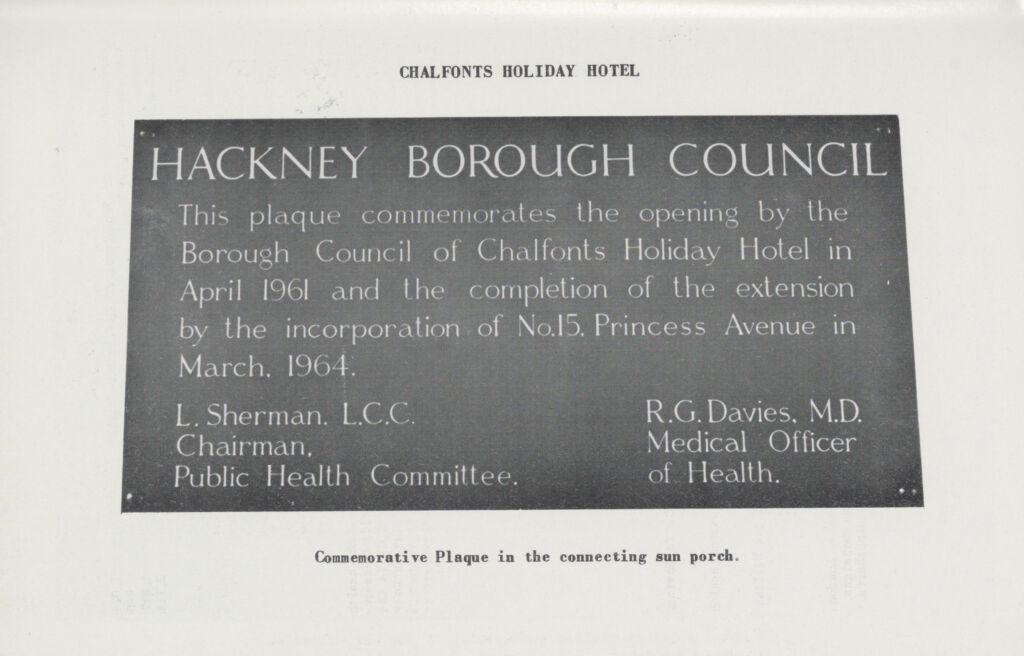 CHALFONTS HOLIDAY HOTEL
HACKNEY BOROUGH COUNCIL
This plaque commemorates the opening by the
Borough Council of Chalfonts Holiday Hotel in
April 1961 and the completion of the extension
by the incorporation of No.15, Princess Avenue in
March, 1964.
L. Sherman. L.C.C.
Chairman,
Public Health Committee.
R.G. Davies, M.D.
Medical Officer
of Health.
Commemorative Plaque in the connecting sun porch.